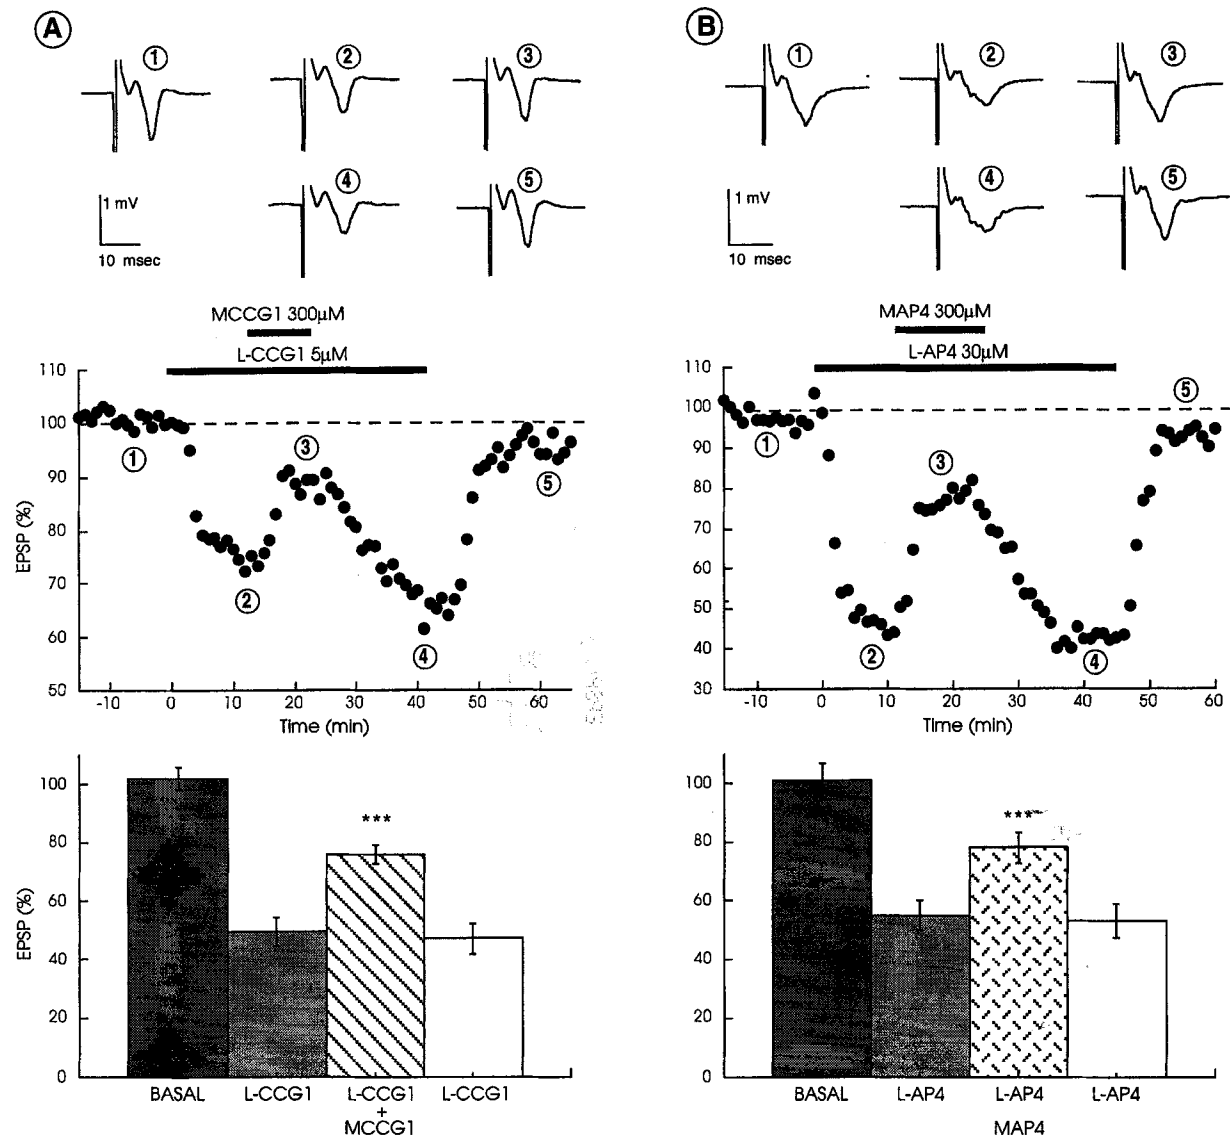 A
B
1
2
3
4
5
1 mV
10 msec
1
2
3
4
5
1 mV
10 msec
MCCG1 300µM
L-CCG1 5µM
110
100
90
80
70
60
50
EPSP (%)
1
2
3
4
5
-10 0 10 20 30 40 50 60
Time (min)
MAP4 300µM
L-AP4 30µM
110
100
90
80
70
60
50
40
30
1
2
3
4
5
-10 0 10 20 30 40 50 60
Time (min)
100
80
60
40
20
0
EPSP (%)
***
BASAL L-CCG1 L-CCG1 L-CCG1
+
MCCG1
100
80
60
40
20
0
***
BASAL L-AP4 L-AP4 L-AP4
MAP4